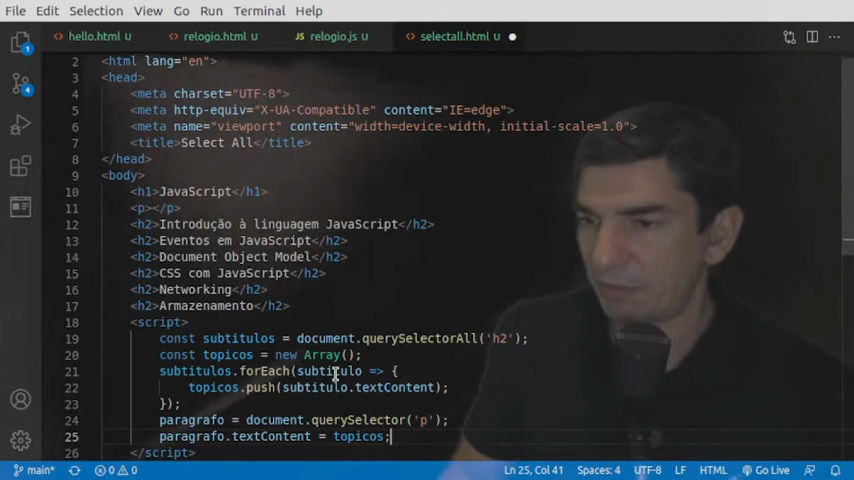 File Edit Selection View Go Run Terminal Help
hello.html U relogio.html U JS relogio.js U selectall.html U
2 <html lang="en">
3 <head>
4 <meta charset="UTF-8">
5 <meta http-equiv="X-UA-Compatible" content="IE=edge">
6 <meta name="viewport" content="width=device-width, initial-scale=1.0">
7 <title>Select All</title>
8 </head>
9 <body>
10 <h1>JavaScript</h1>
11 <p></p>
12 <h2>Introdução à linguagem JavaScript</h2>
13 <h2>Eventos em JavaScript</h2>
14 <h2>Document Object Model</h2>
15 <h2>CSS com JavaScript</h2>
16 <h2>Networking</h2>
17 <h2>Armazenamento</h2>
18 <script>
19 const subtitulos = document.querySelectorAll('h2');
20 const topicos = new Array();
21 subtitulos.forEach(subtitulo => {
22 topicos.push(subtitulo.textContent);
23 });
24 paragrafo = document.querySelector('p');
25 paragrafo.textContent = topicos;
26 </script>
1
4
main* 0 0 Ln 25, Col 41 Spaces: 4 UTF-8 LF HTML Go Live